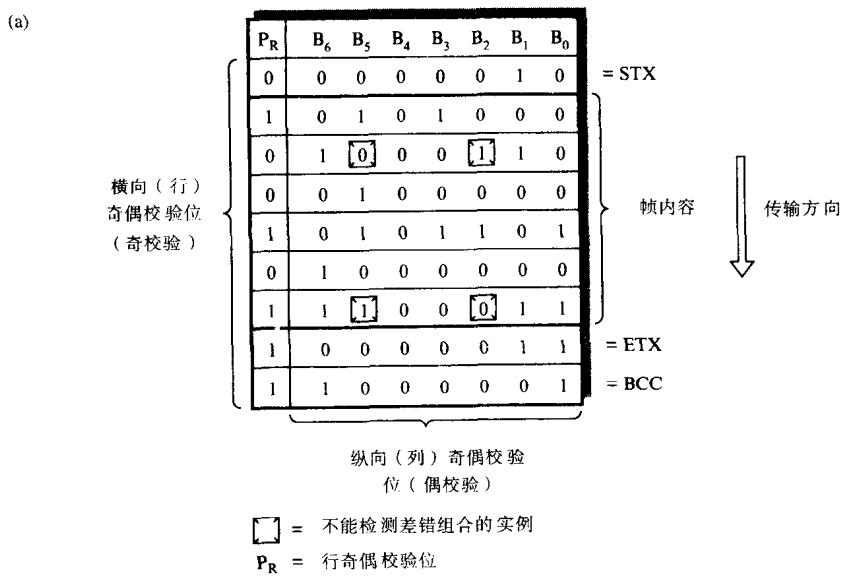 (a)
P_R B_6 B_5 B_4 B_3 B_2 B_1 B_0
0 0 0 0 0 0 1 0 = STX
1 0 1 0 1 0 0 0
0 1 0 0 0 1 1 0
0 0 1 0 0 0 0 0
1 0 1 0 1 1 0 1
0 1 0 0 0 0 0 0
1 1 1 0 0 0 1 1
1 0 0 0 0 0 1 1 = ETX
1 1 0 0 0 0 0 1 = BCC
横向（行）
奇偶校验位
（奇校验）
帧内容
传输方向
纵向（列）奇偶校验
位（偶校验）
= 不能检测差错组合的实例
P_R = 行奇偶校验位